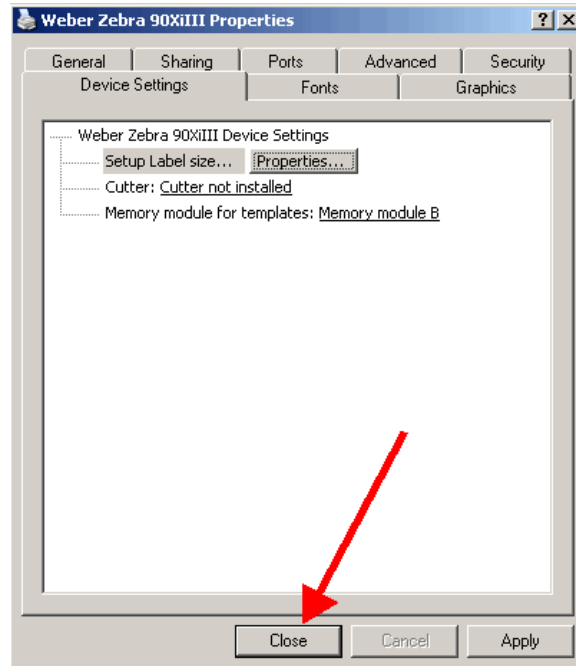 Weber Zebra 90XiIII Properties
? X
General Sharing Ports Advanced Security
Device Settings Fonts Graphics
Weber Zebra 90XiIII Device Settings
Setup Label size... Properties...
Cutter: Cutter not installed
Memory module for templates: Memory module B
Close Cancel Apply